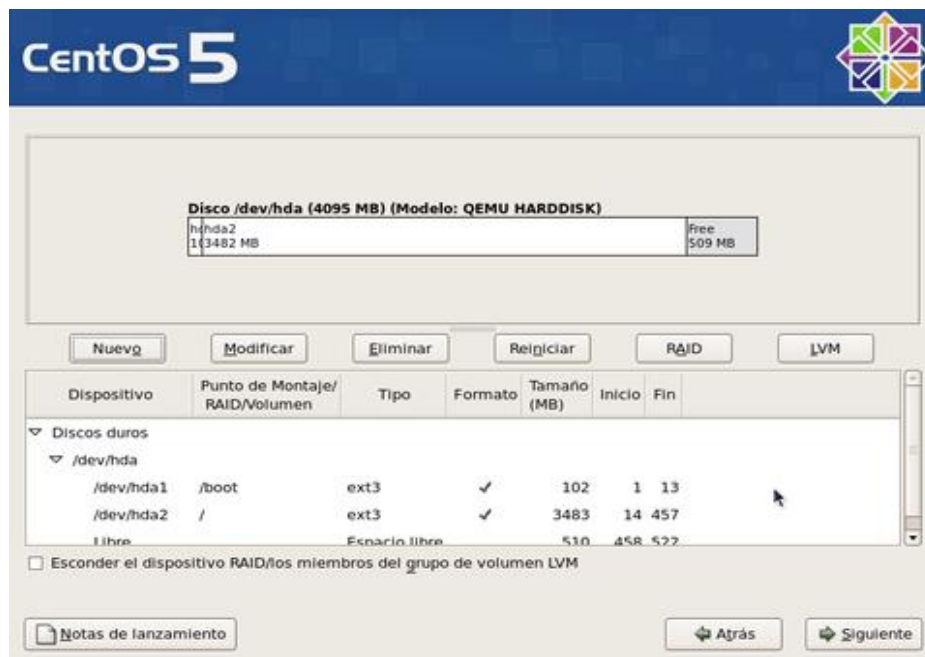 CentOS 5
Disco /dev/hda (4095 MB) (Modelo: QEMU HARDDISK)
hda2
3482 MB
Free
509 MB
Nuevo
Modificar
Eliminar
Reiniciar
RAID
LVM
Dispositivo
Punto de Montaje/
RAID/Volumen
Tipo
Formato
Tamaño
(MB)
Inicio
Fin
Discos duros
/dev/hda
/dev/hda1 /boot ext3 ✓ 102 1 13
/dev/hda2 / ext3 ✓ 3483 14 457
Libre Espacio libre 510 458 522
Esconder el dispositivo RAID/los miembros del grupo de volumen LVM
Notas de lanzamiento
Atrás
Siguiente